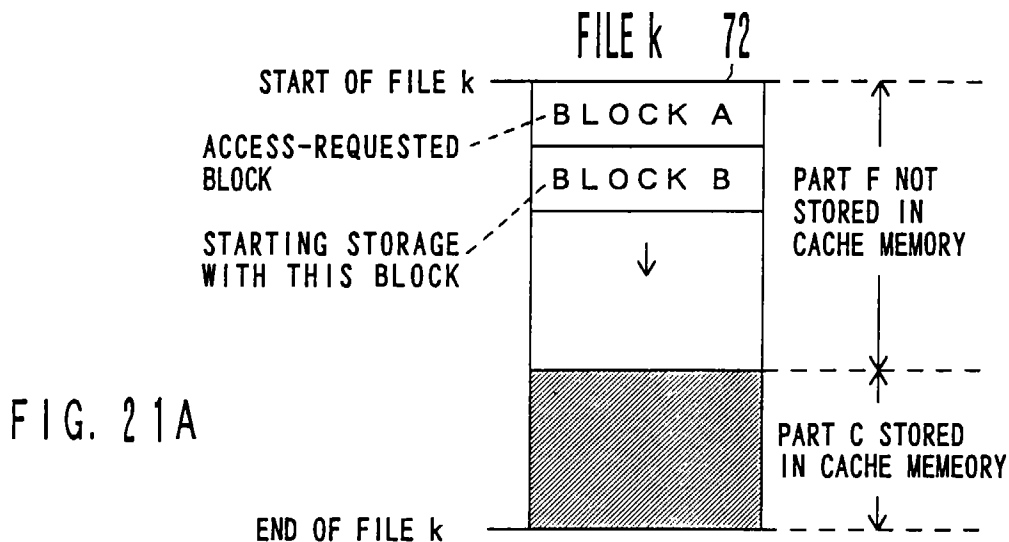 FILE k 72
START OF FILE k
BLOCK A
ACCESS-REQUESTED
BLOCK
BLOCK B
STARTING STORAGE
WITH THIS BLOCK
PART F NOT
STORED IN
CACHE MEMORY
FIG. 21A
PART C STORED
IN CACHE MEMEORY
END OF FILE k